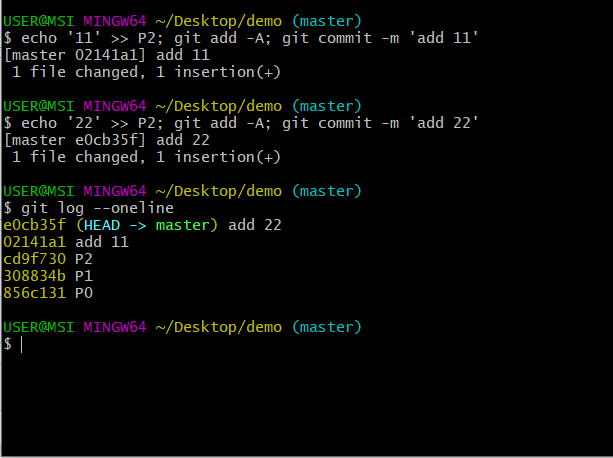 USER@MSI MINGW64 ~/Desktop/demo (master)
$ echo '11' >> P2; git add -A; git commit -m 'add 11'
[master 02141a1] add 11
 1 file changed, 1 insertion(+)
USER@MSI MINGW64 ~/Desktop/demo (master)
$ echo '22' >> P2; git add -A; git commit -m 'add 22'
[master e0cb35f] add 22
 1 file changed, 1 insertion(+)
USER@MSI MINGW64 ~/Desktop/demo (master)
$ git log --oneline
e0cb35f (HEAD -> master) add 22
02141a1 add 11
cd9f730 P2
308834b P1
856c131 P0
USER@MSI MINGW64 ~/Desktop/demo (master)
$